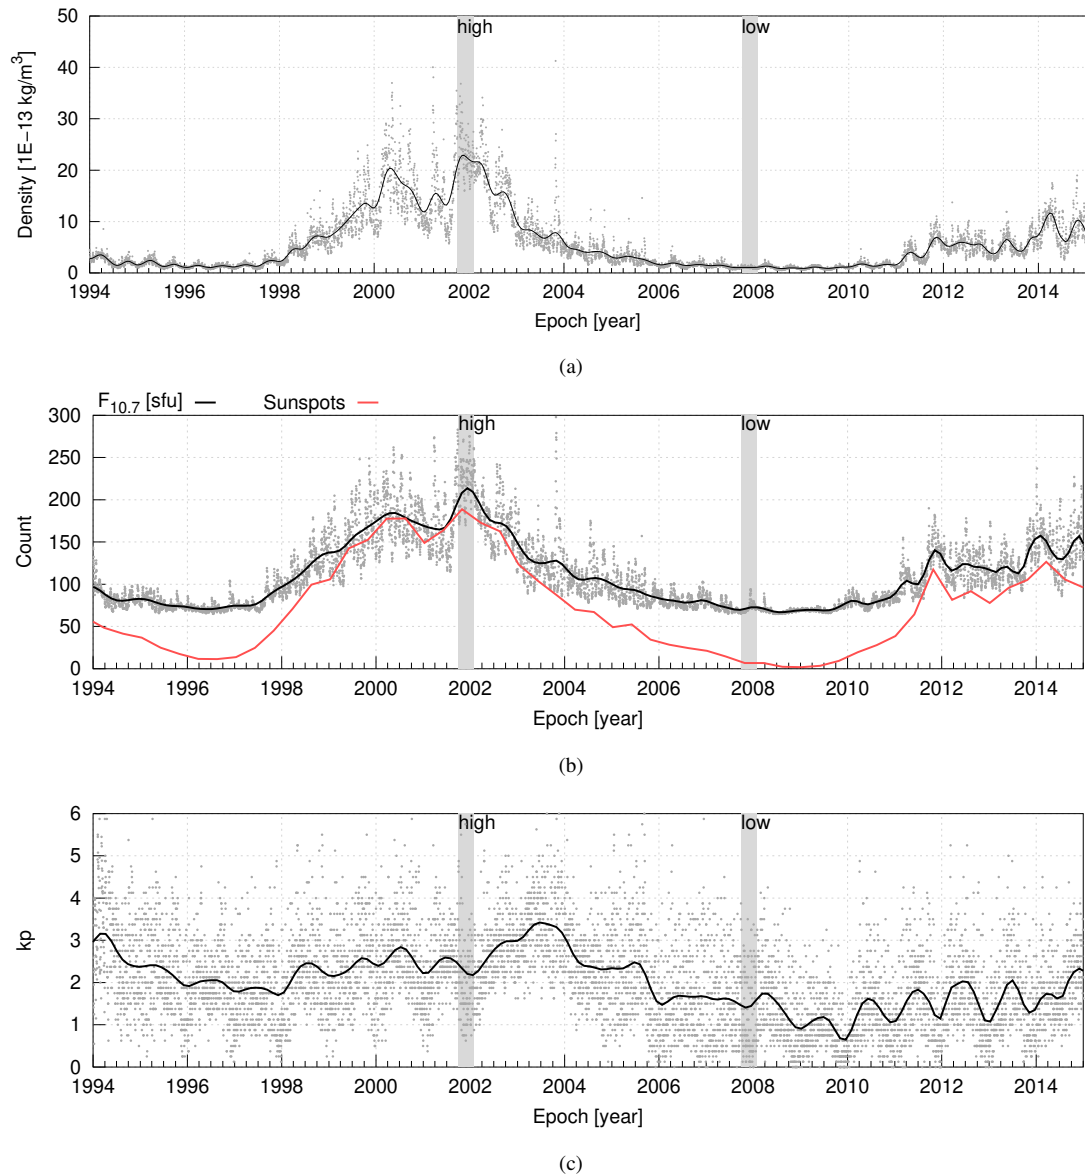 50
40
30
20
10
0
Density [1E−13 kg/m³]
high
low
1994 1996 1998 2000 2002 2004 2006 2008 2010 2012 2014
Epoch [year]
(a)
F10.7 [sfu]
Sunspots
300
250
200
150
100
50
0
Count
high
low
1994 1996 1998 2000 2002 2004 2006 2008 2010 2012 2014
Epoch [year]
(b)
6
5
4
3
2
1
0
kp
high
low
1994 1996 1998 2000 2002 2004 2006 2008 2010 2012 2014
Epoch [year]
(c)